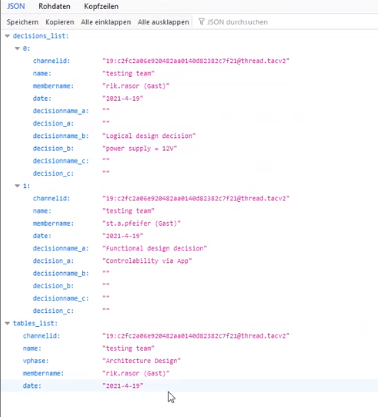 JSON Rohdaten Kopfzeilen
Speichern Kopieren Alle einklappen Alle ausklappen JSON durchsuchen
decisions_list:
0:
channelid: "19:c2fc2a06e920482aa0140d82382c7f21@thread.tacv2"
name: "testing team"
membername: "rik.rasor (Gast)"
date: "2021-4-19"
decisionname_a: ""
decision_a: ""
decisionname_b: "Logical design decision"
decision_b: "power supply = 12V"
decisionname_c: ""
decision_c: ""
1:
channelid: "19:c2fc2a06e920482aa0140d82382c7f21@thread.tacv2"
name: "testing team"
membername: "st.a.pfeifer (Gast)"
date: "2021-4-19"
decisionname_a: "Functional design decision"
decision_a: "Controlability via App"
decisionname_b: ""
decision_b: ""
decisionname_c: ""
decision_c: ""
tables_list:
channelid: "19:c2fc2a06e920482aa0140d82382c7f21@thread.tacv2"
name: "testing team"
vphase: "Architecture Design"
membername: "rik.rasor (Gast)"
date: "2021-4-19"